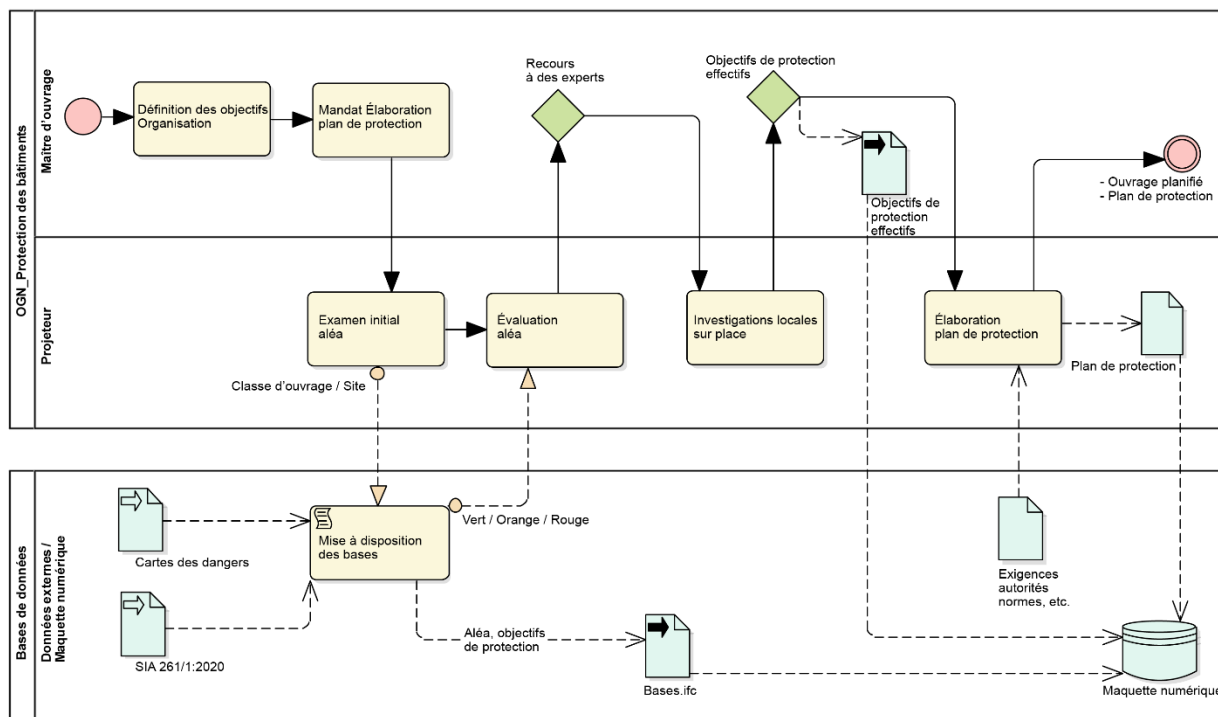 OGN_Protection des bâtiments
Maître d'ouvrage
Définition des objectifs
Organisation
Mandat Élaboration
plan de protection
Recours
à des experts
Objectifs de protection
effectifs
Objectifs de
protection
effectifs
- Ouvrage planifié
- Plan de protection
Projeteur
Examen initial
aléa
Évaluation
aléa
Investigations locales
sur place
Élaboration
plan de protection
Plan de protection
Classe d'ouvrage / Site
Bases de données
Données externes /
Maquette numérique
Cartes des dangers
SIA 261/1:2020
Mise à disposition
des bases
Vert / Orange / Rouge
Aléa, objectifs
de protection
Bases.ifc
Exigences
autorités
normes, etc.
Maquette numérique